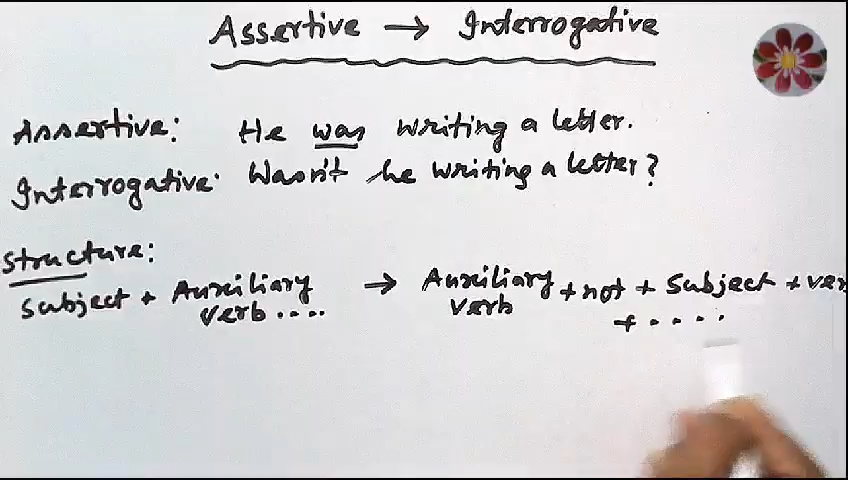 Assertive → Interrogative
Assertive: He was writing a letter.
Interrogative: Wasn't he writing a letter?
Structure:
Subject + Auxiliary verb.... → Auxiliary verb + not + Subject + ver
+ .....